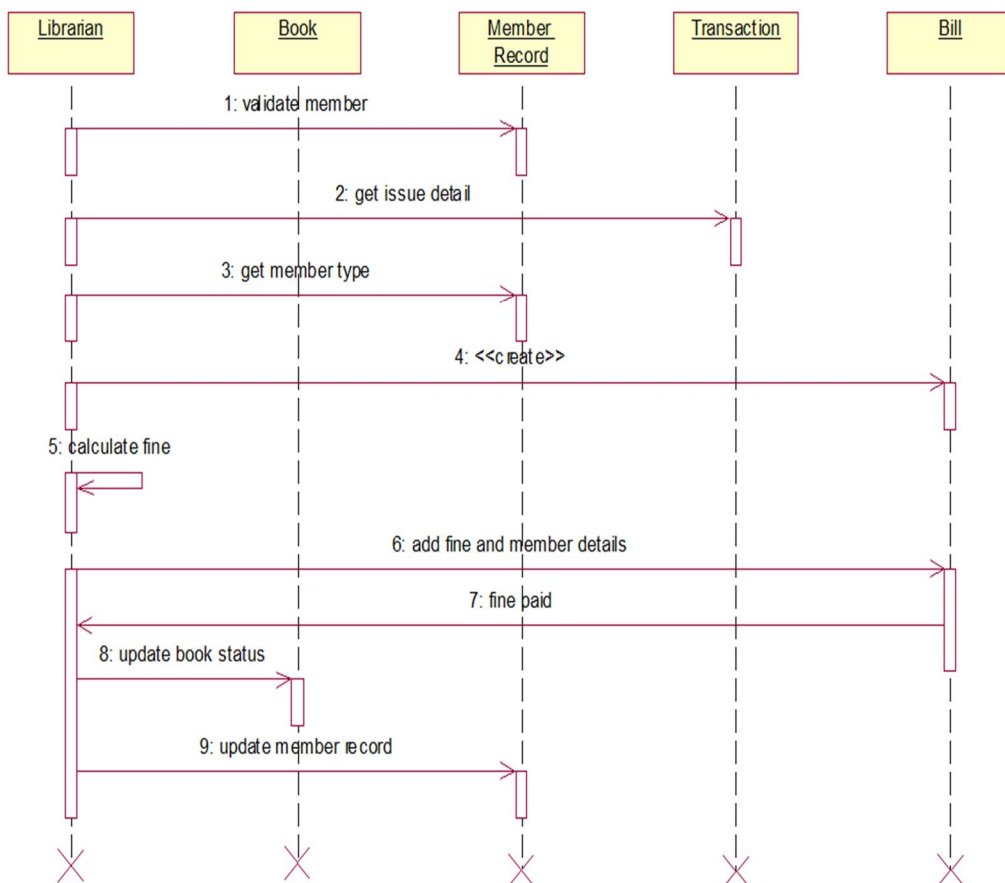 Librarian
Book
Member
Record
Transaction
Bill
1: validate member
2: get issue detail
3: get member type
4: <<create>>
5: calculate fine
6: add fine and member details
7: fine paid
8: update book status
9: update member record